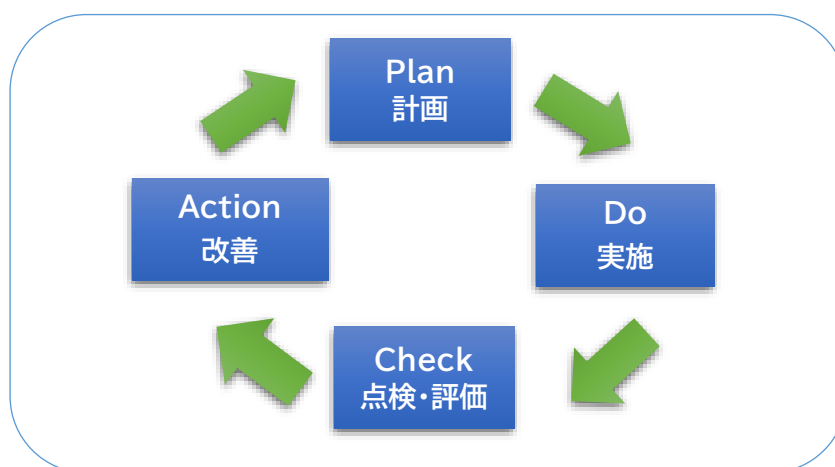 Plan
計画
Do
実施
Check
点検・評価
Action
改善